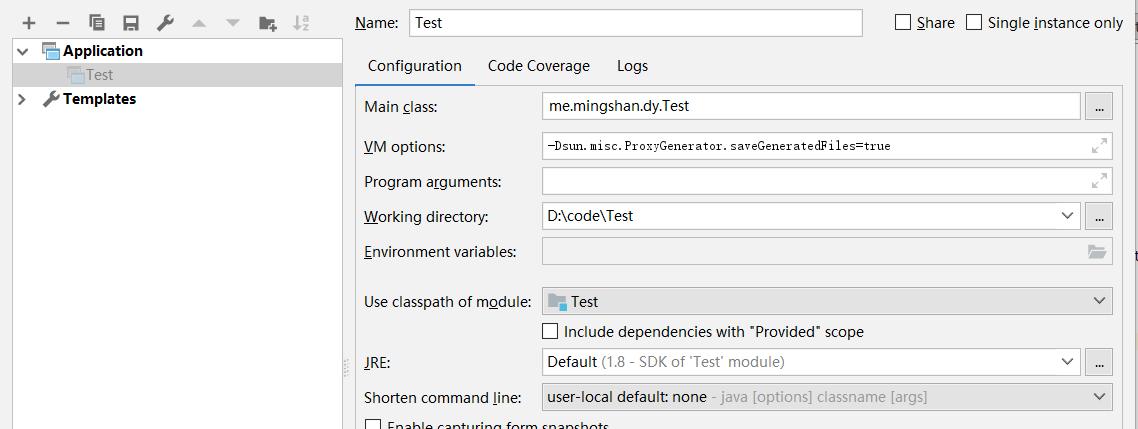 Name: Test Share Single instance only
Application
Test
Templates
Configuration Code Coverage Logs
Main class: me.mingshan.dy.Test ...
VM options: -Dsun.misc.ProxyGenerator.saveGeneratedFiles=true
Program arguments:
Working directory: D:\code\Test ...
Environment variables:
Use classpath of module: Test
Include dependencies with "Provided" scope
JRE: Default (1.8 - SDK of 'Test' module) ...
Shorten command line: user-local default: none - java [options] classname [args]
Enable capturing form snapshots